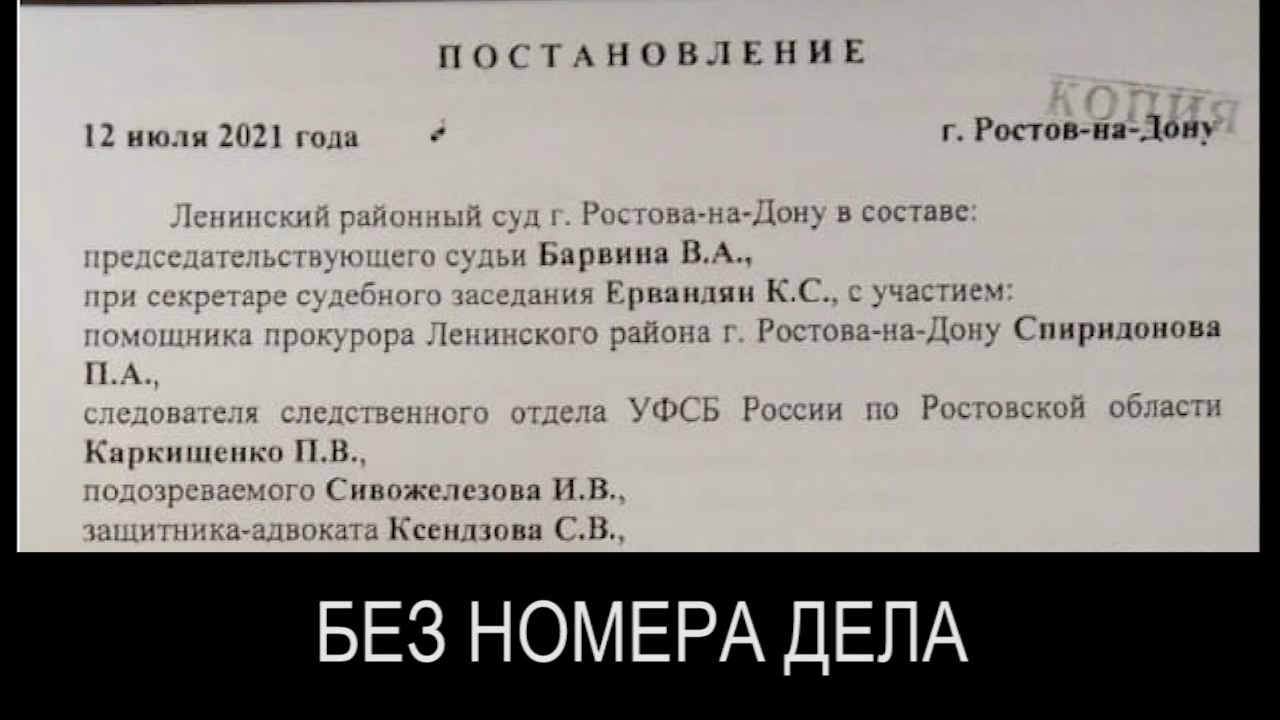 ПОСТАНОВЛЕНИЕ
КОПИЯ
12 июля 2021 года г. Ростов-на-Дону
Ленинский районный суд г. Ростова-на-Дону в составе:
председательствующего судьи Барвина В.А.,
при секретаре судебного заседания Ервандян К.С., с участием:
помощника прокурора Ленинского района г. Ростова-на-Дону Спиридонова
П.А.,
следователя следственного отдела УФСБ России по Ростовской области
Каркищенко П.В.,
подозреваемого Сивожелезова И.В.,
защитника-адвоката Ксендзова С.В.,
БЕЗ НОМЕРА ДЕЛА